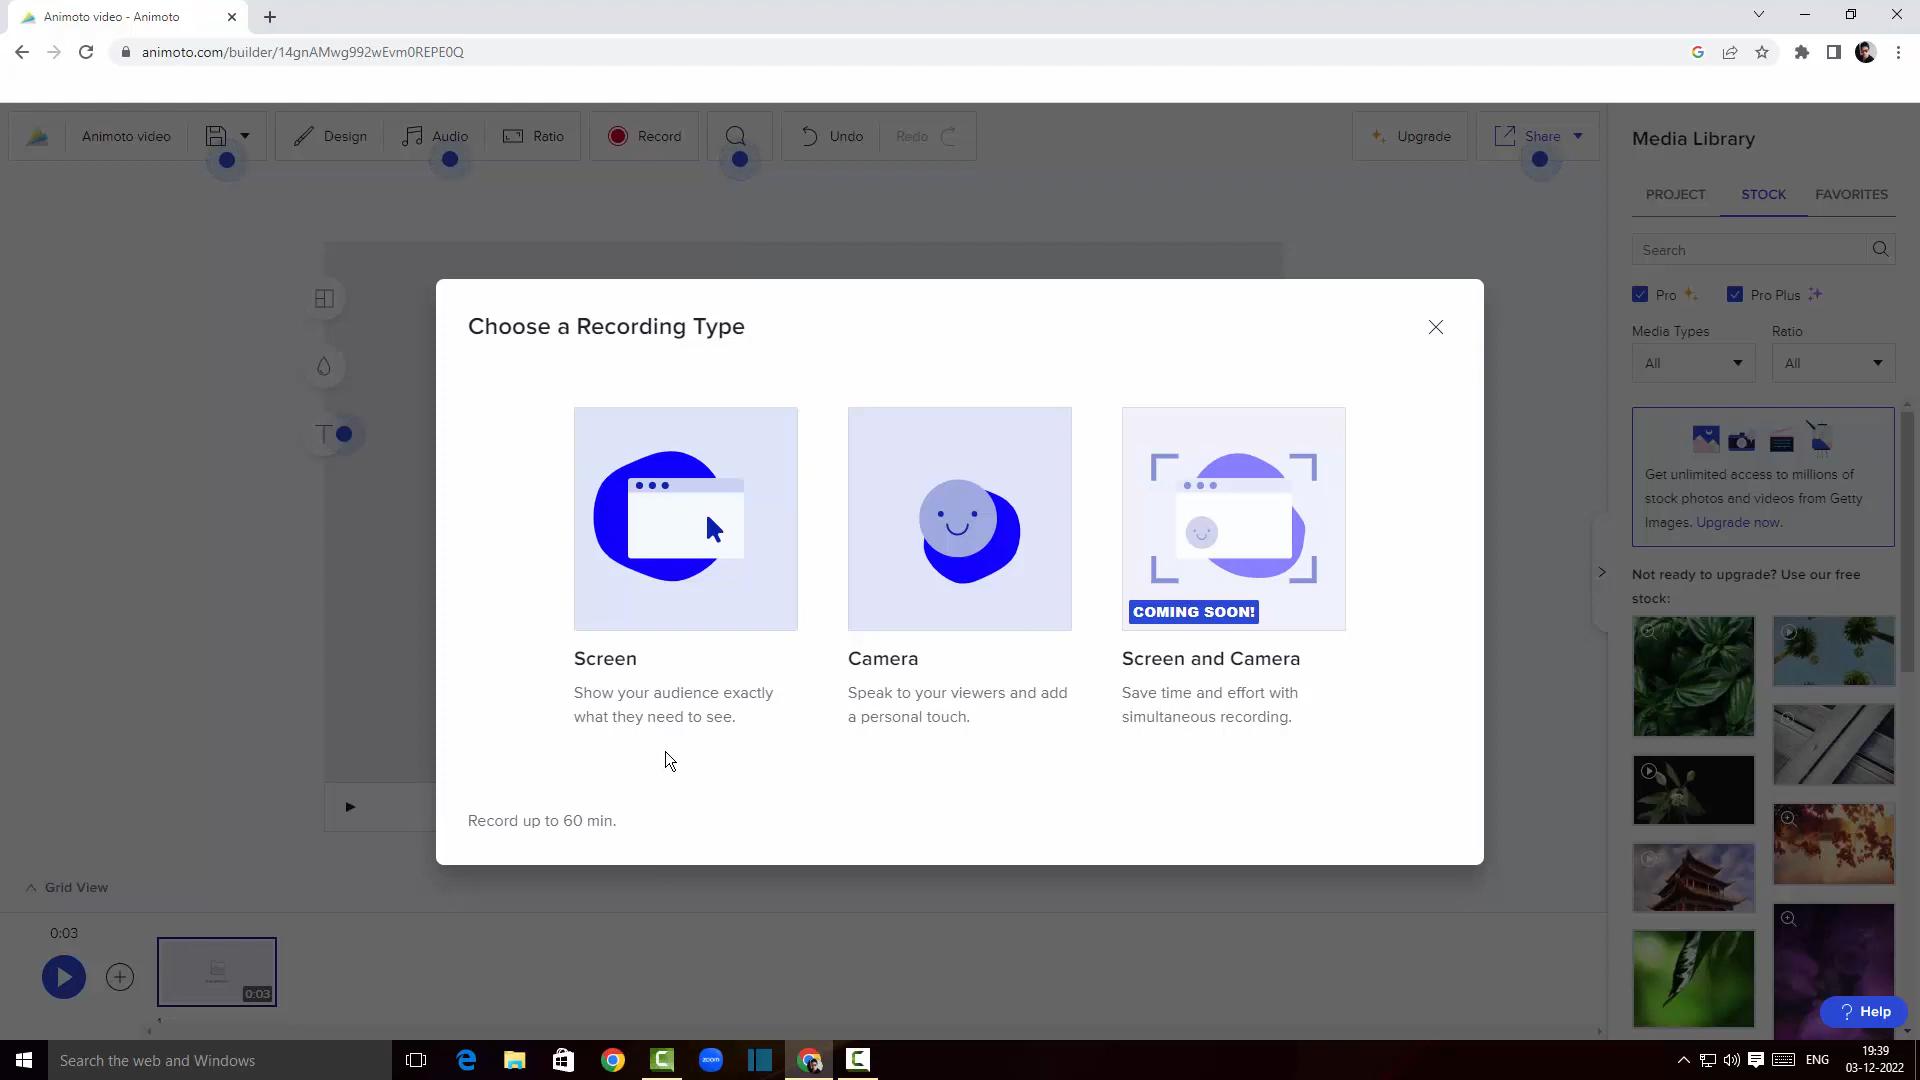 Animoto video - Animoto
animoto.com/builder/14gnAMwg992wEvm0REPE0Q
Animoto video
Design
Audio
Ratio
Record
Undo
Redo
Upgrade
Share
Media Library
PROJECT
STOCK
FAVORITES
Search
Pro
Pro Plus
Media Types
Ratio
All
All
Get unlimited access to millions of
stock photos and videos from Getty
Images. Upgrade now.
Not ready to upgrade? Use our free
stock:
Choose a Recording Type
COMING SOON!
Screen
Show your audience exactly
what they need to see.
Camera
Speak to your viewers and add
a personal touch.
Screen and Camera
Save time and effort with
simultaneous recording.
Record up to 60 min.
Grid View
0:03
0:03
Help
Search the web and Windows
zoom
ENG
19:39
03-12-2022